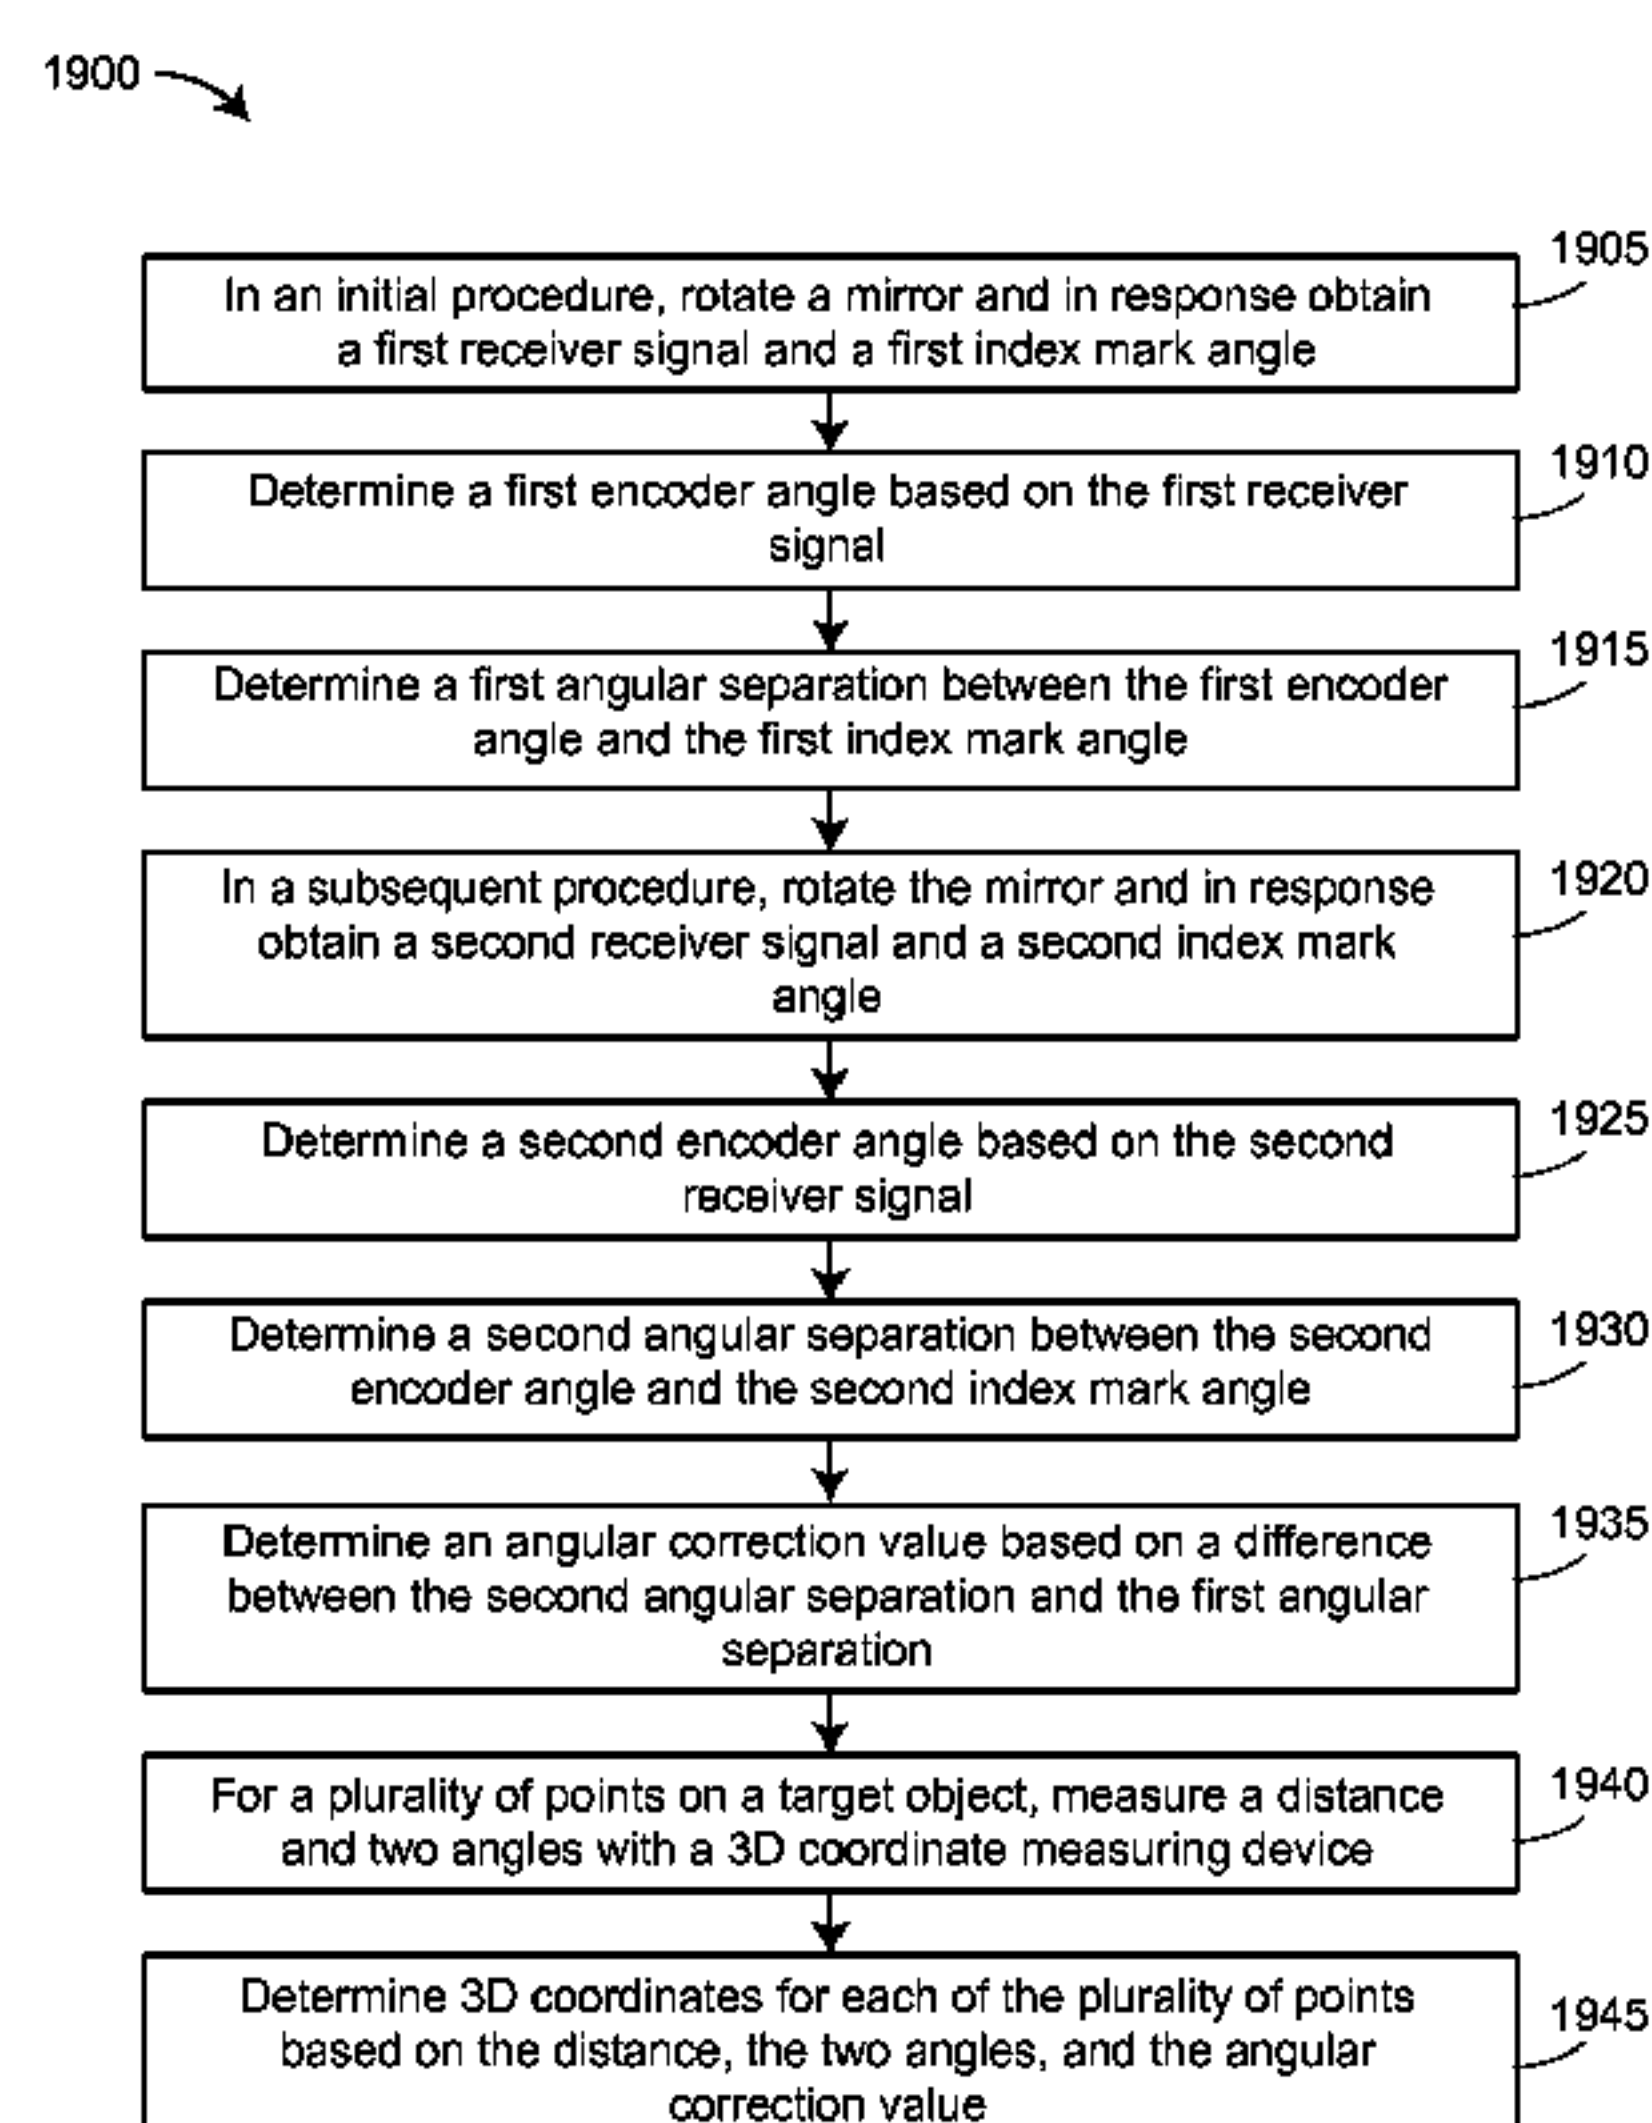 1900
1905
In an initial procedure, rotate a mirror and in response obtain
a first receiver signal and a first index mark angle
1910
Determine a first encoder angle based on the first receiver
signal
1915
Determine a first angular separation between the first encoder
angle and the first index mark angle
1920
In a subsequent procedure, rotate the mirror and in response
obtain a second receiver signal and a second index mark
angle
1925
Determine a second encoder angle based on the second
receiver signal
1930
Determine a second angular separation between the second
encoder angle and the second index mark angle
1935
Determine an angular correction value based on a difference
between the second angular separation and the first angular
separation
1940
For a plurality of points on a target object, measure a distance
and two angles with a 3D coordinate measuring device
1945
Determine 3D coordinates for each of the plurality of points
based on the distance, the two angles, and the angular
correction value